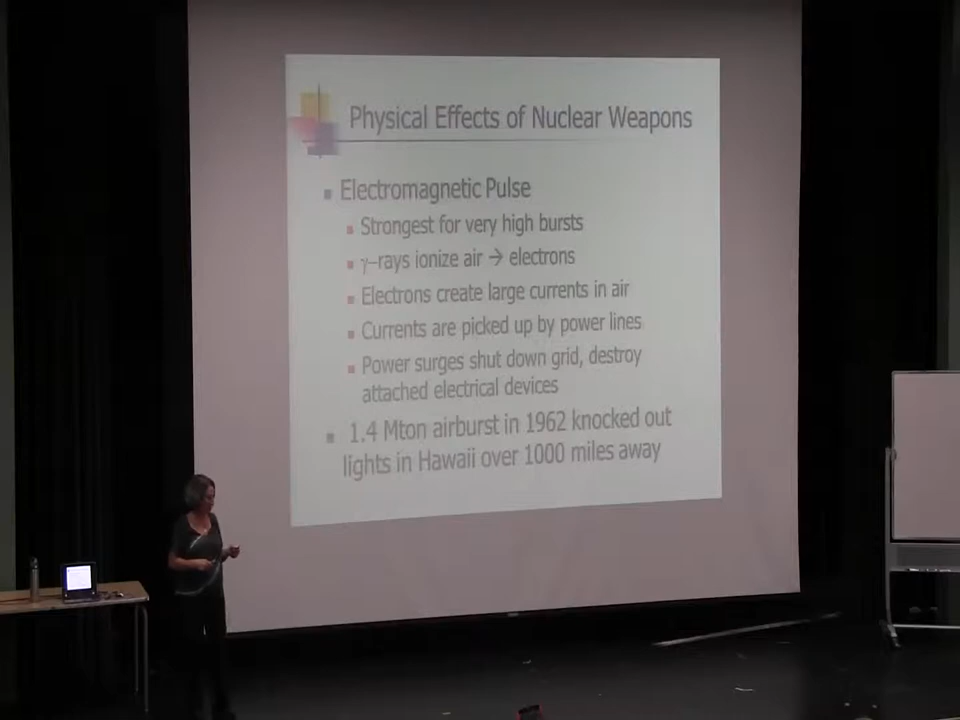 Physical Effects of Nuclear Weapons
Electromagnetic Pulse
Strongest for very high bursts
γ–rays ionize air → electrons
Electrons create large currents in air
Currents are picked up by power lines
Power surges shut down grid, destroy
attached electrical devices
1.4 Mton airburst in 1962 knocked out
lights in Hawaii over 1000 miles away